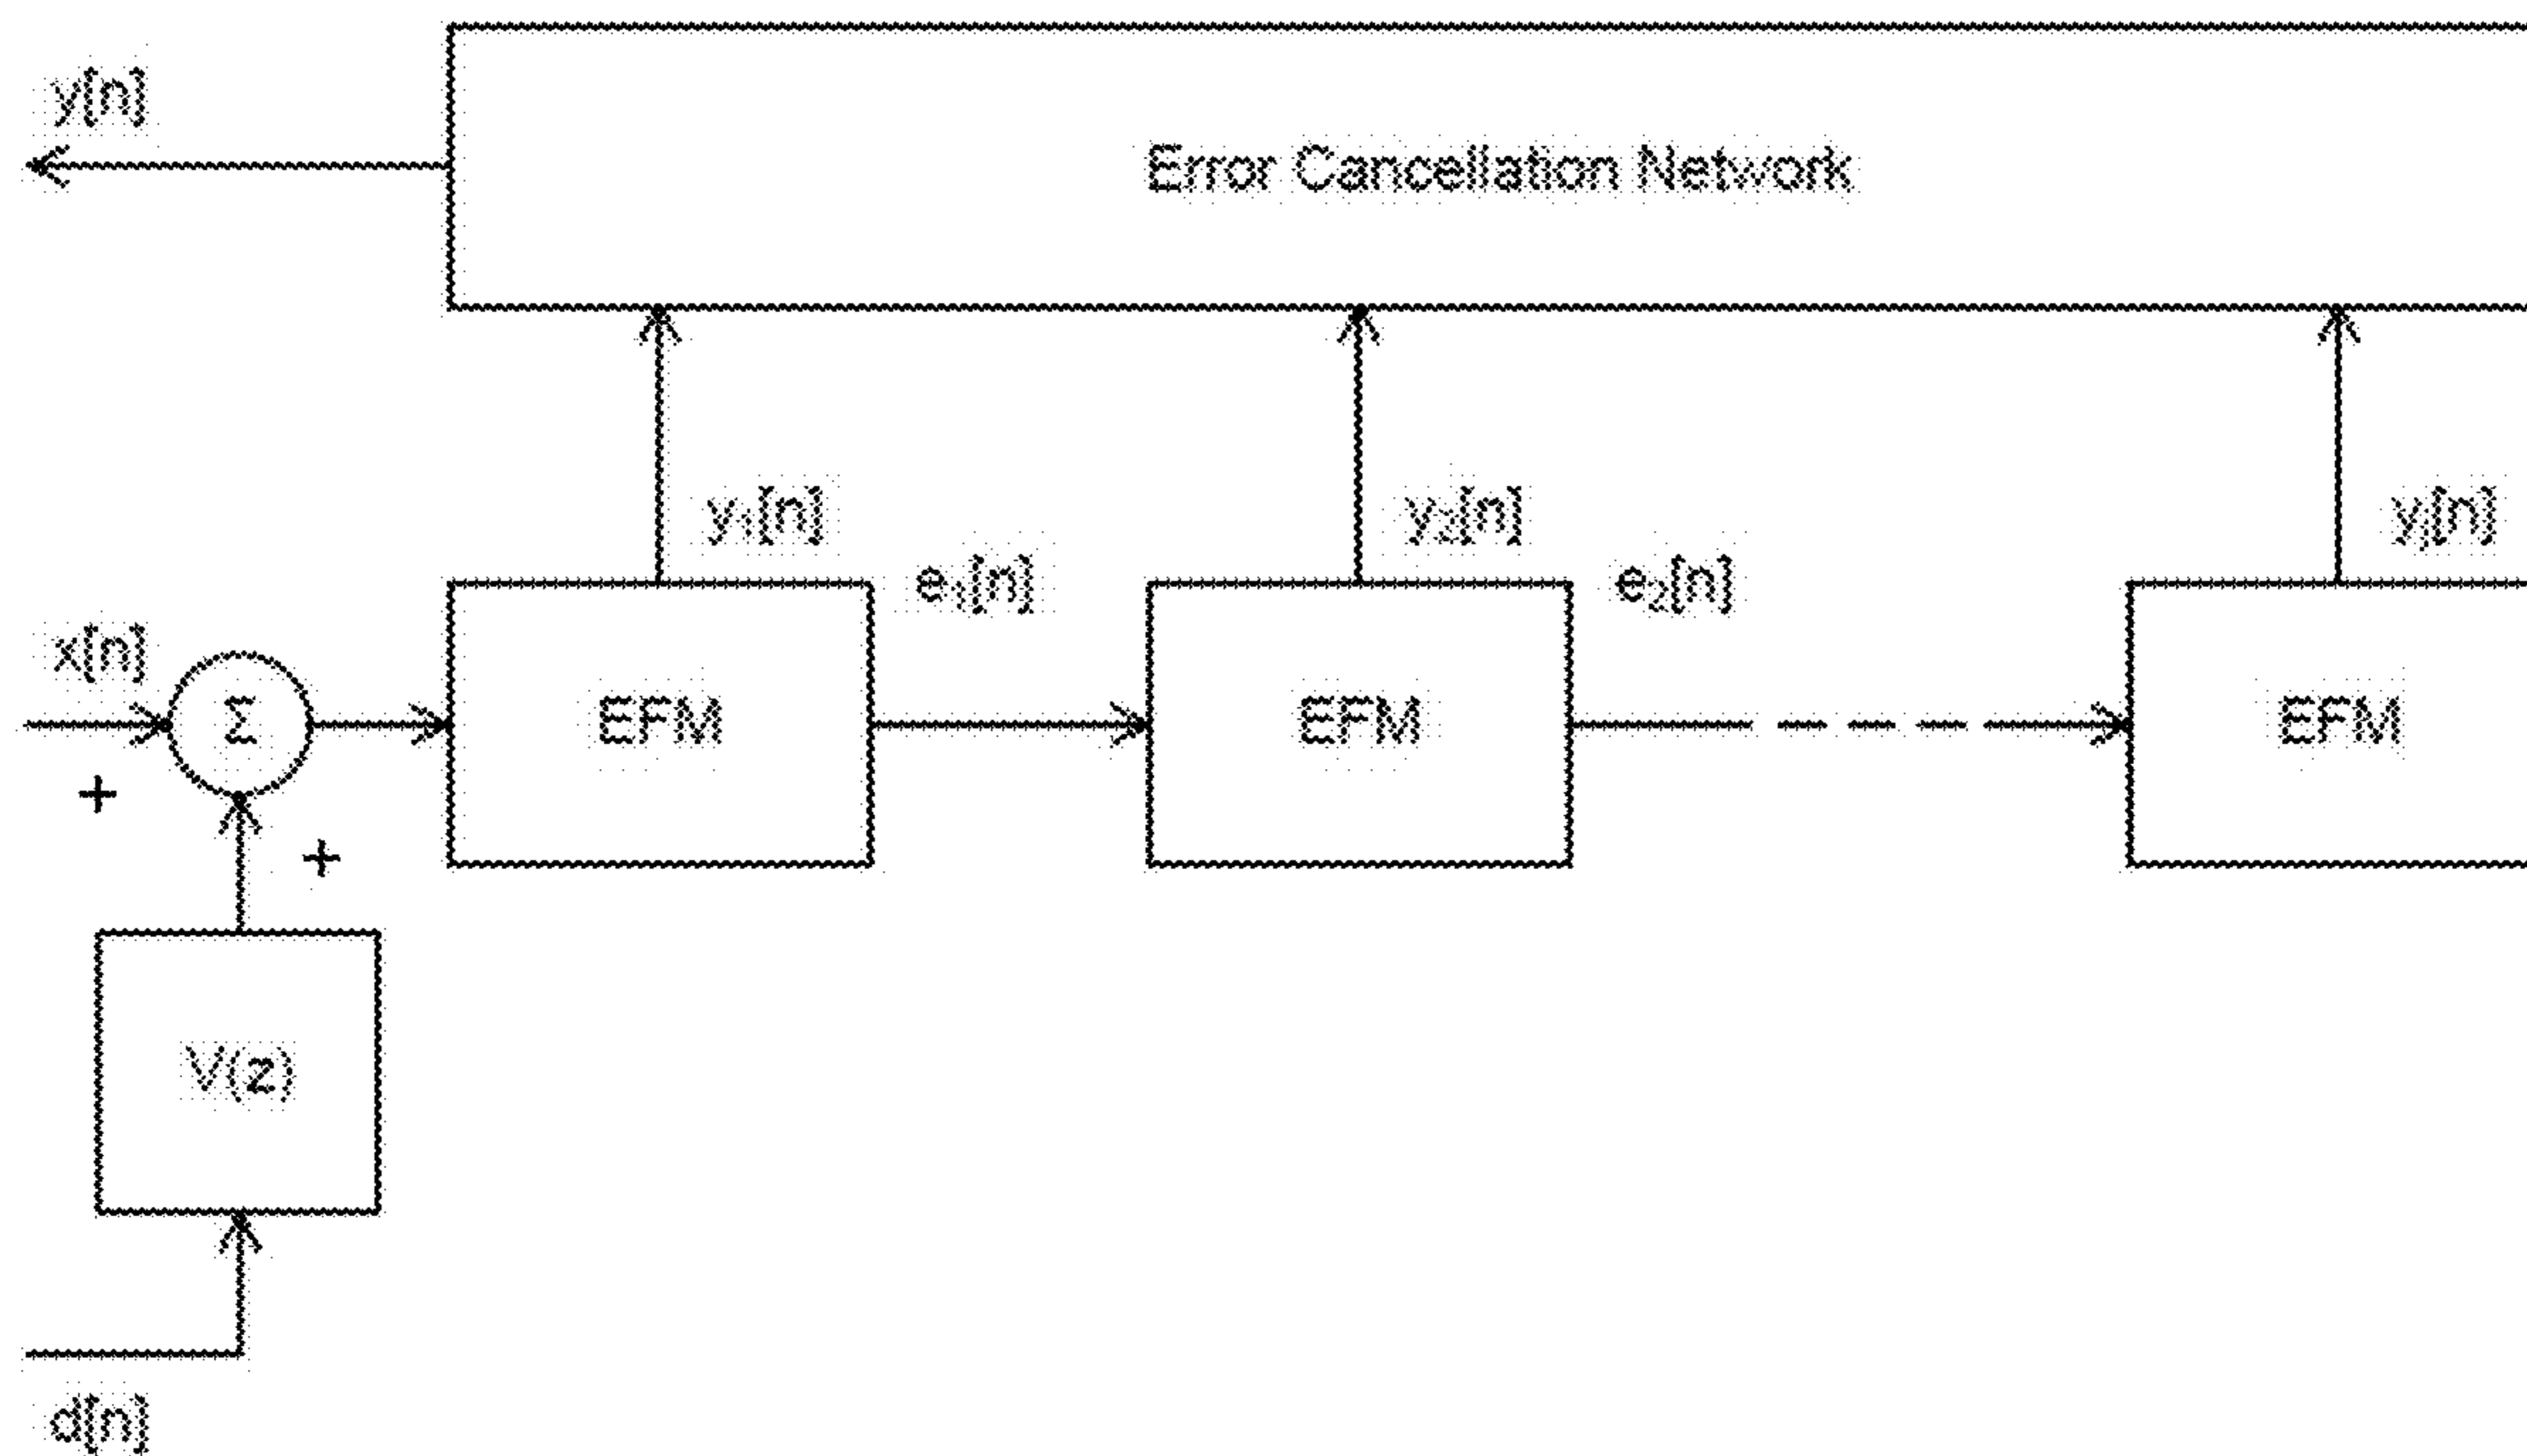 y[n]
Error Cancellation Network
y₁[n]
y₂[n]
yⱼ[n]
e₁[n]
e₂[n]
x[n]
Σ
EFM
EFM
EFM
+
+
V(z)
d[n]